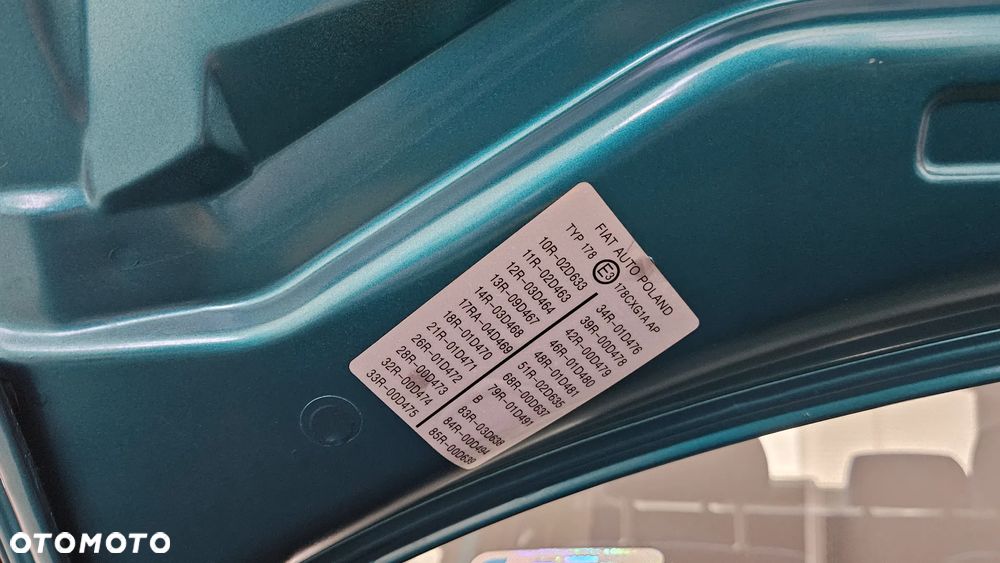 FIAT AUTO POLAND
TYP 178 E3 178CXG1A AP
10R-02D633
11R-02D463
12R-03D464
13R-09D467
14R-03D468
17RA-04D469
18R-01D470
21R-01D471
26R-01D472
28R-00D473
32R-00D474
33R-00D475
34R-01D476
39R-00D478
42R-00D479
46R-01D480
48R-01D481
51R-02D635
68R-00D637
79R-01D491
B
83R-03D638
84R-00D494
85R-00D639
OTOMOTO